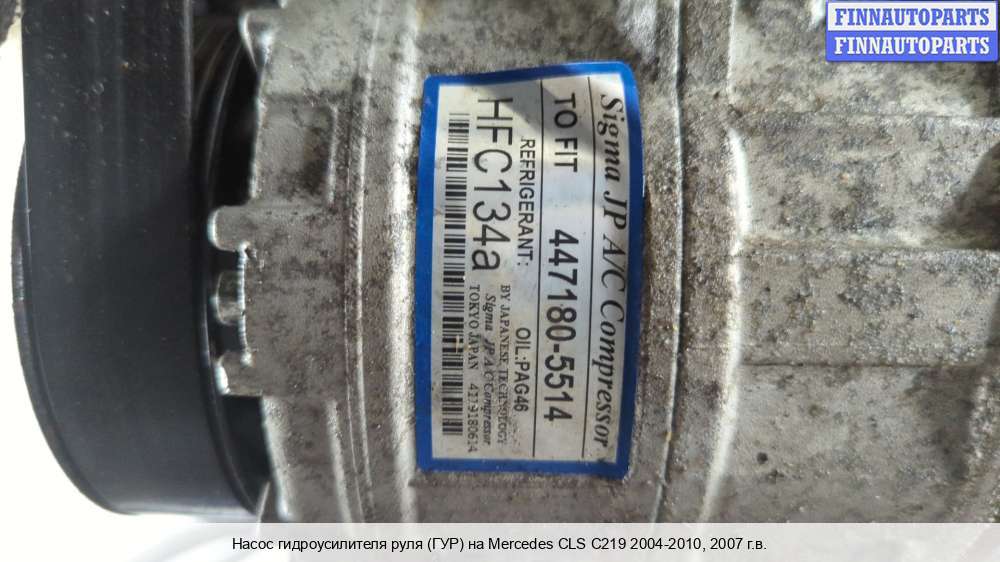 FINNAUTOPARTS
FINNAUTOPARTS
Sigma JP A/C Compressor
TO FIT 447180-5514
REFRIGERANT: OIL:PAG46
HFC134a
BY JAPANESE TECHNOLOGY
Sigma JP A/C Compressor
TOKYO JAPAN 4279180614
Насос гидроусилителя руля (ГУР) на Mercedes CLS C219 2004-2010, 2007 г.в.